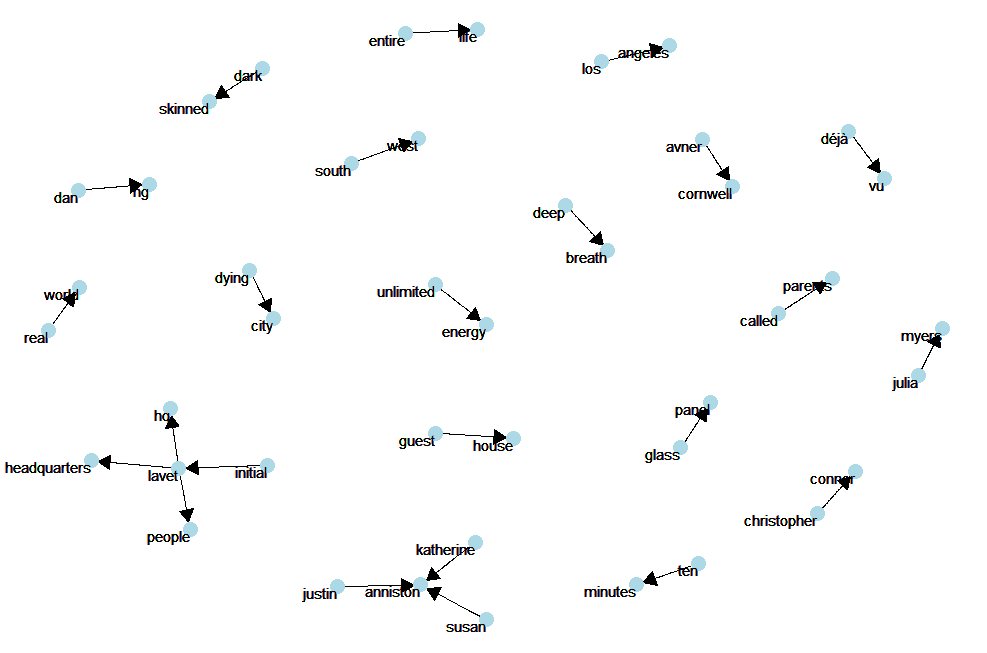 entire
life
los
angeles
dark
skinned
south
west
avner
cornwell
déjà
vu
dan
ng
deep
breath
real
world
dying
city
unlimited
energy
called
parents
julia
myers
hq
headquarters
lavet
initial
people
guest
house
glass
panel
christopher
connor
katherine
justin
anniston
susan
ten
minutes